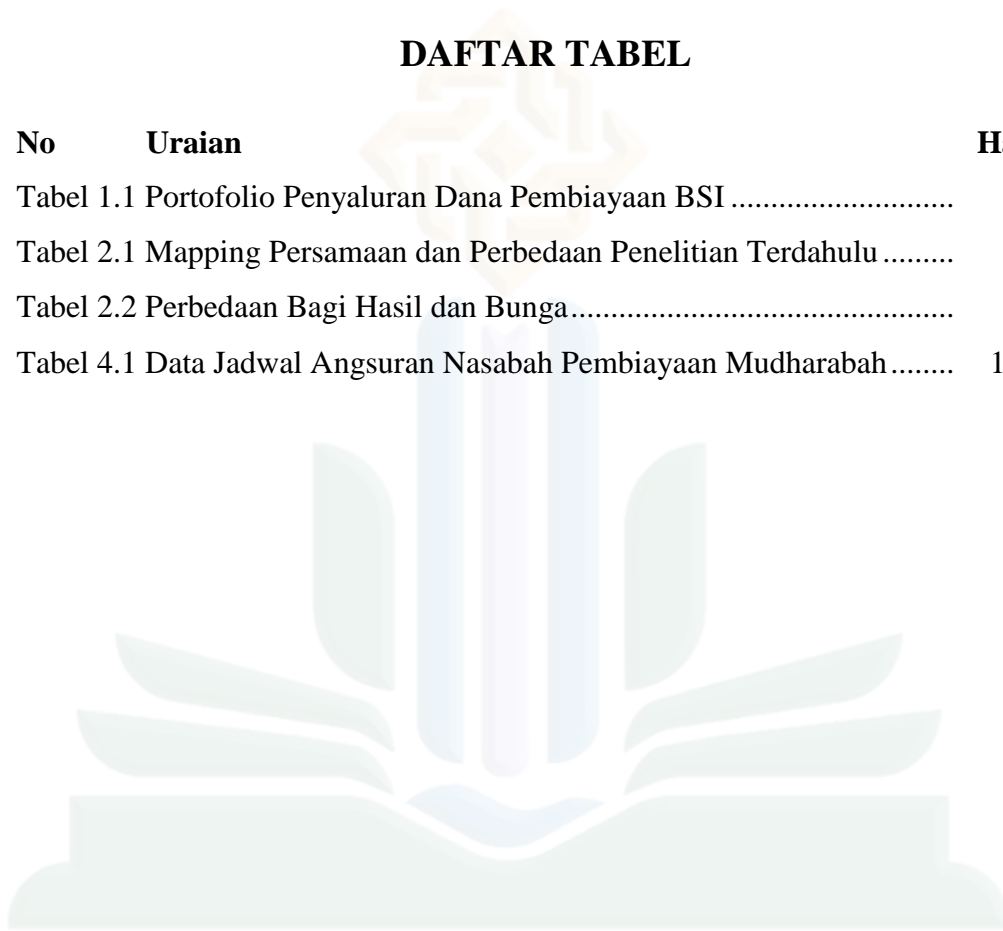 DAFTAR TABEL
No Uraian
Tabel 1.1 Portofolio Penyaluran Dana Pembiayaan BSI ............................
Tabel 2.1 Mapping Persamaan dan Perbedaan Penelitian Terdahulu .........
Tabel 2.2 Perbedaan Bagi Hasil dan Bunga................................................
Tabel 4.1 Data Jadwal Angsuran Nasabah Pembiayaan Mudharabah........ 1